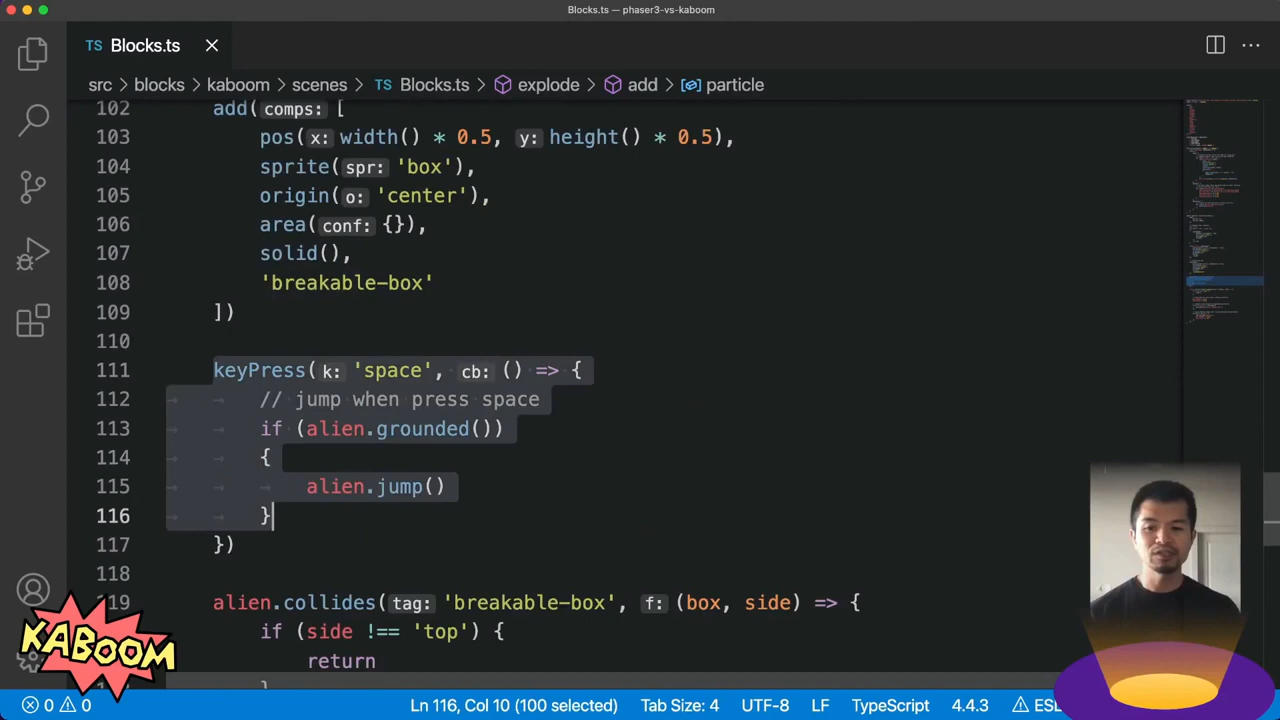 Blocks.ts — phaser3-vs-kaboom
TS Blocks.ts
src > blocks > kaboom > scenes > TS Blocks.ts > explode > add > particle
102 add(comps: [
103 pos(x: width() * 0.5, y: height() * 0.5),
104 sprite(spr: 'box'),
105 origin(o: 'center'),
106 area(conf: {}),
107 solid(),
108 'breakable-box'
109 ])
110
111 keyPress(k: 'space', cb: () => {
112 // jump when press space
113 if (alien.grounded())
114 {
115 alien.jump()
116 }
117 })
118
119 alien.collides(tag: 'breakable-box', f: (box, side) => {
if (side !== 'top') {
return
}
KABOOM
0 0 Ln 116, Col 10 (100 selected) Tab Size: 4 UTF-8 LF TypeScript 4.4.3